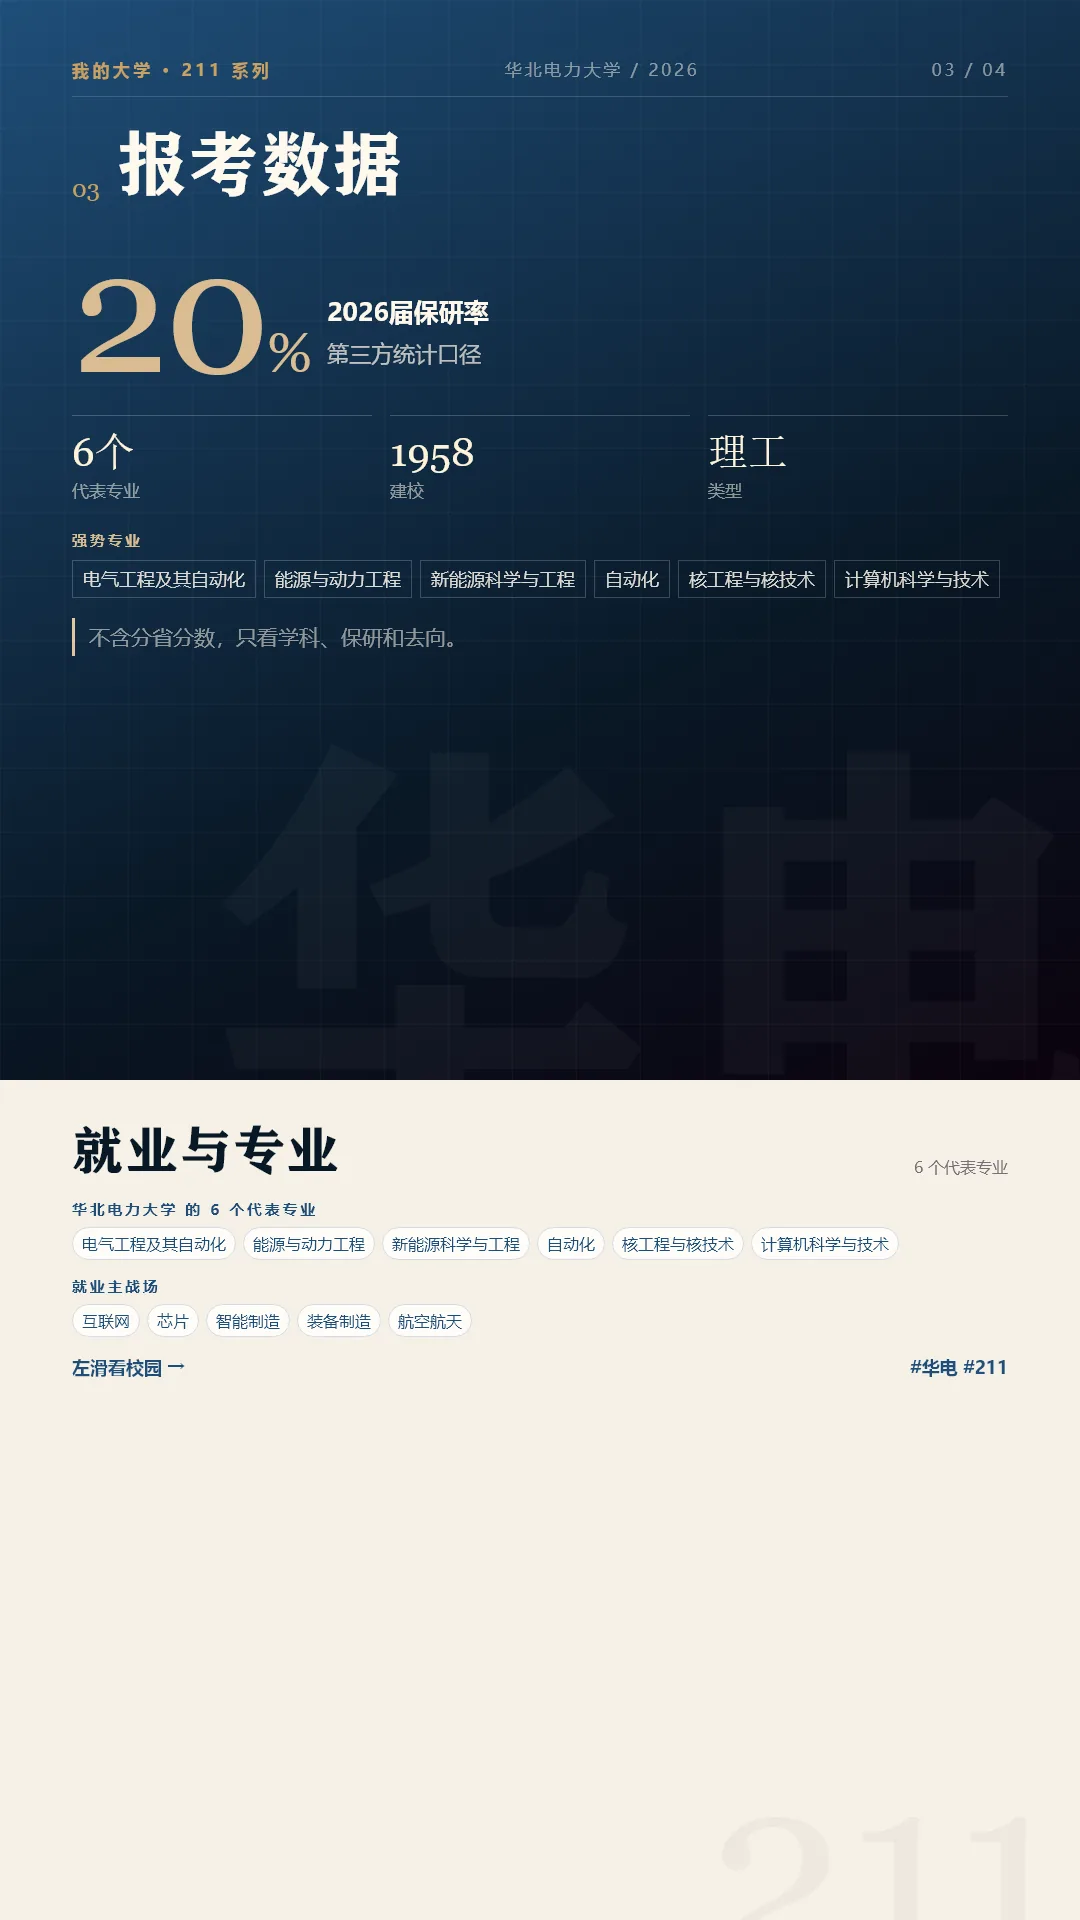 我的大学 · 211 系列
华北电力大学 / 2026
03 / 04
03 报考数据
20%
2026届保研率
第三方统计口径
6个
代表专业
1958
建校
理工
类型
强势专业
电气工程及其自动化 能源与动力工程 新能源科学与工程 自动化 核工程与核技术 计算机科学与技术
不含分省分数，只看学科、保研和去向。
华电
就业与专业
6 个代表专业
华北电力大学 的 6 个代表专业
电气工程及其自动化 能源与动力工程 新能源科学与工程 自动化 核工程与核技术 计算机科学与技术
就业主战场
互联网 芯片 智能制造 装备制造 航空航天
左滑看校园 →
#华电 #211
211